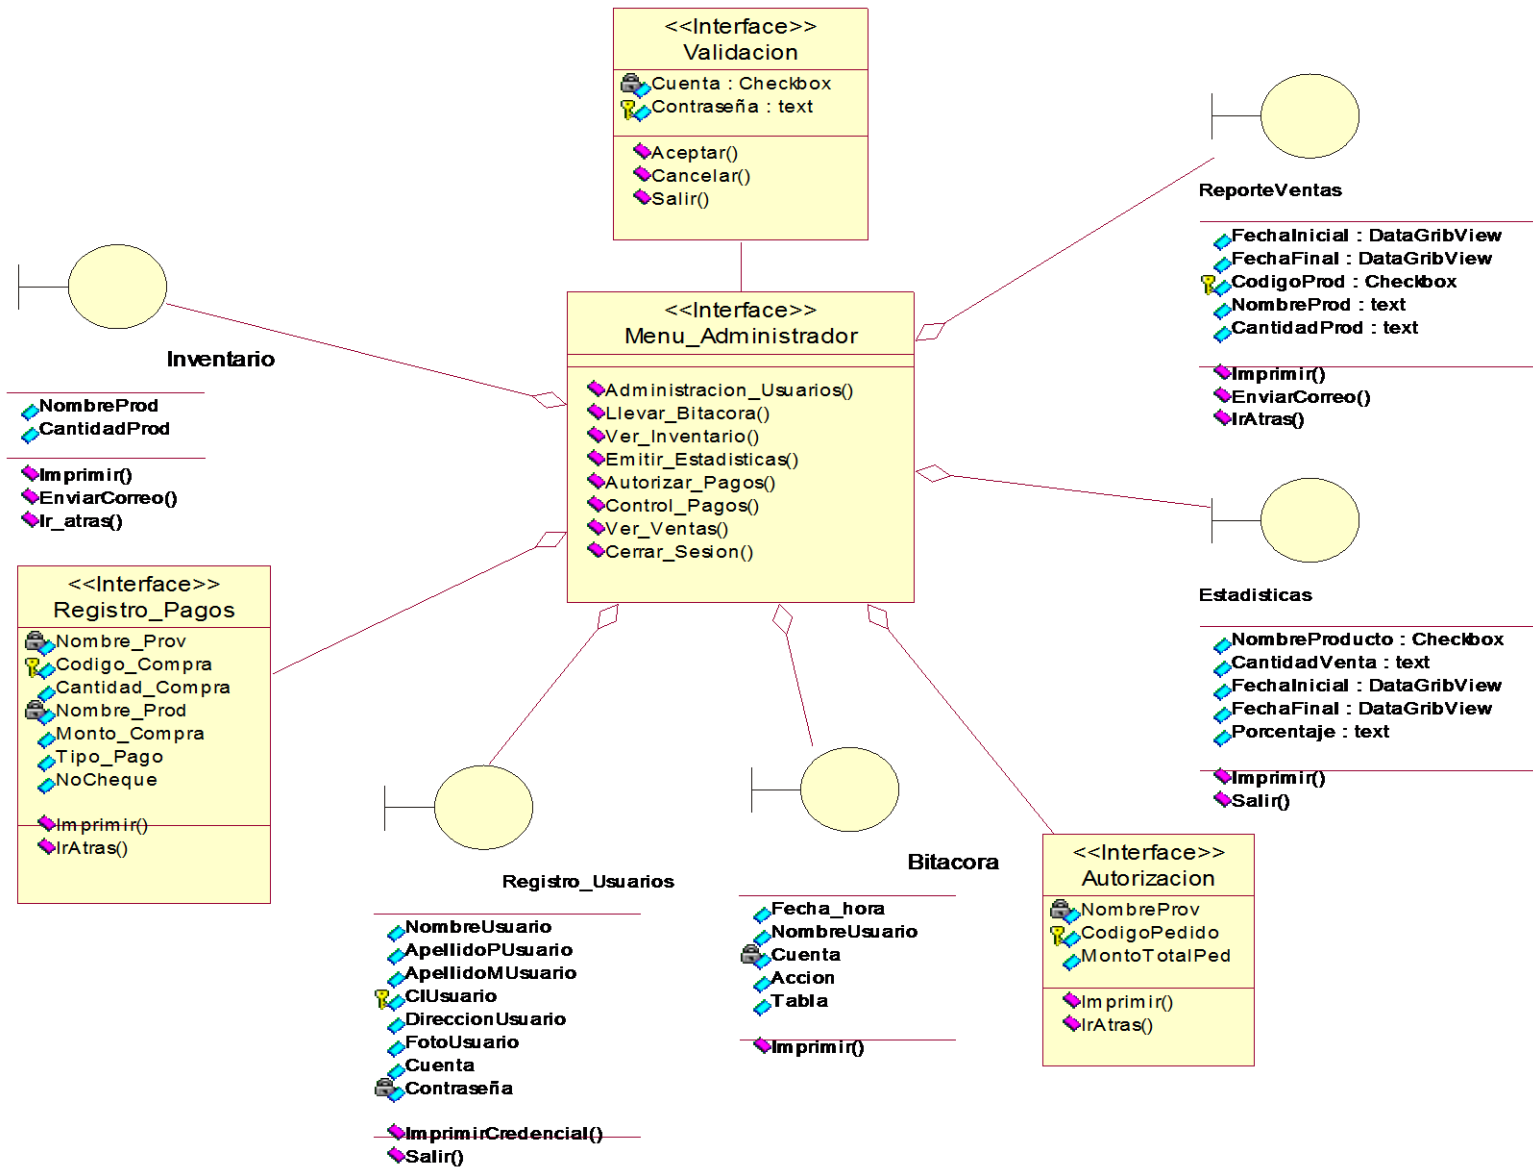 <<Interface>>
Validacion
Cuenta : Checkbox
Contraseña : text
Aceptar()
Cancelar()
Salir()
ReporteVentas
FechaInicial : DataGribView
FechaFinal : DataGribView
CodigoProd : Checkbox
NombreProd : text
CantidadProd : text
Imprimir()
EnviarCorreo()
IrAtras()
Inventario
NombreProd
CantidadProd
Imprimir()
EnviarCorreo()
Ir_atras()
<<Interface>>
Menu_Administrador
Administracion_Usuarios()
Llevar_Bitacora()
Ver_Inventario()
Emitir_Estadisticas()
Autorizar_Pagos()
Control_Pagos()
Ver_Ventas()
Cerrar_Sesion()
Estadisticas
NombreProducto : Checkbox
CantidadVenta : text
FechaInicial : DataGribView
FechaFinal : DataGribView
Porcentaje : text
Imprimir()
Salir()
<<Interface>>
Registro_Pagos
Nombre_Prov
Codigo_Compra
Cantidad_Compra
Nombre_Prod
Monto_Compra
Tipo_Pago
NoCheque
Imprimir()
IrAtras()
Registro_Usuarios
NombreUsuario
ApellidoPUsuario
ApellidoMUsuario
CIUsuario
DireccionUsuario
FotoUsuario
Cuenta
Contraseña
ImprimirCredencial()
Salir()
Bitacora
Fecha_hora
NombreUsuario
Cuenta
Accion
Tabla
Imprimir()
<<Interface>>
Autorizacion
NombreProv
CodigoPedido
MontoTotalPed
Imprimir()
IrAtras()